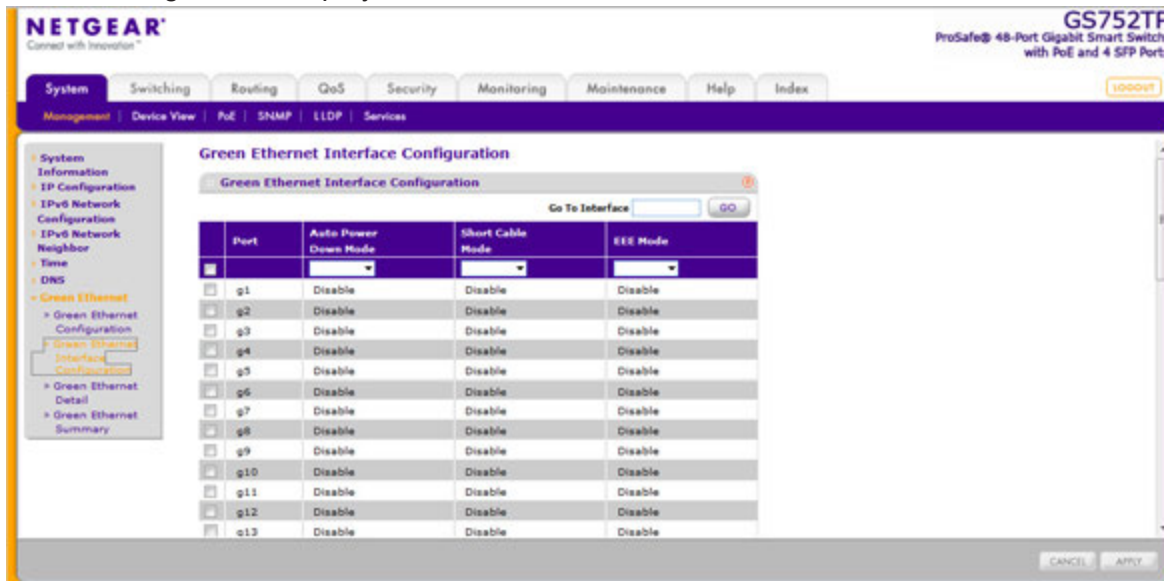 NETGEAR®
Connect with Innovation™
GS752TP
ProSafe® 48-Port Gigabit Smart Switch
with PoE and 4 SFP Port
System Switching Routing QoS Security Monitoring Maintenance Help Index
LOGOUT
Management | Device View | PoE | SNMP | LLDP | Services
System
Information
IP Configuration
IPv6 Network
Configuration
IPv6 Network
Neighbor
Time
DNS
Green Ethernet
Green Ethernet
Configuration
Green Ethernet
Interface
Configuration
Green Ethernet
Detail
Green Ethernet
Summary
Green Ethernet Interface Configuration
Green Ethernet Interface Configuration
Go To Interface GO
Port Auto Power Down Mode Short Cable Mode EEE Mode
g1 Disable Disable Disable
g2 Disable Disable Disable
g3 Disable Disable Disable
g4 Disable Disable Disable
g5 Disable Disable Disable
g6 Disable Disable Disable
g7 Disable Disable Disable
g8 Disable Disable Disable
g9 Disable Disable Disable
g10 Disable Disable Disable
g11 Disable Disable Disable
g12 Disable Disable Disable
g13 Disable Disable Disable
CANCEL APPLY